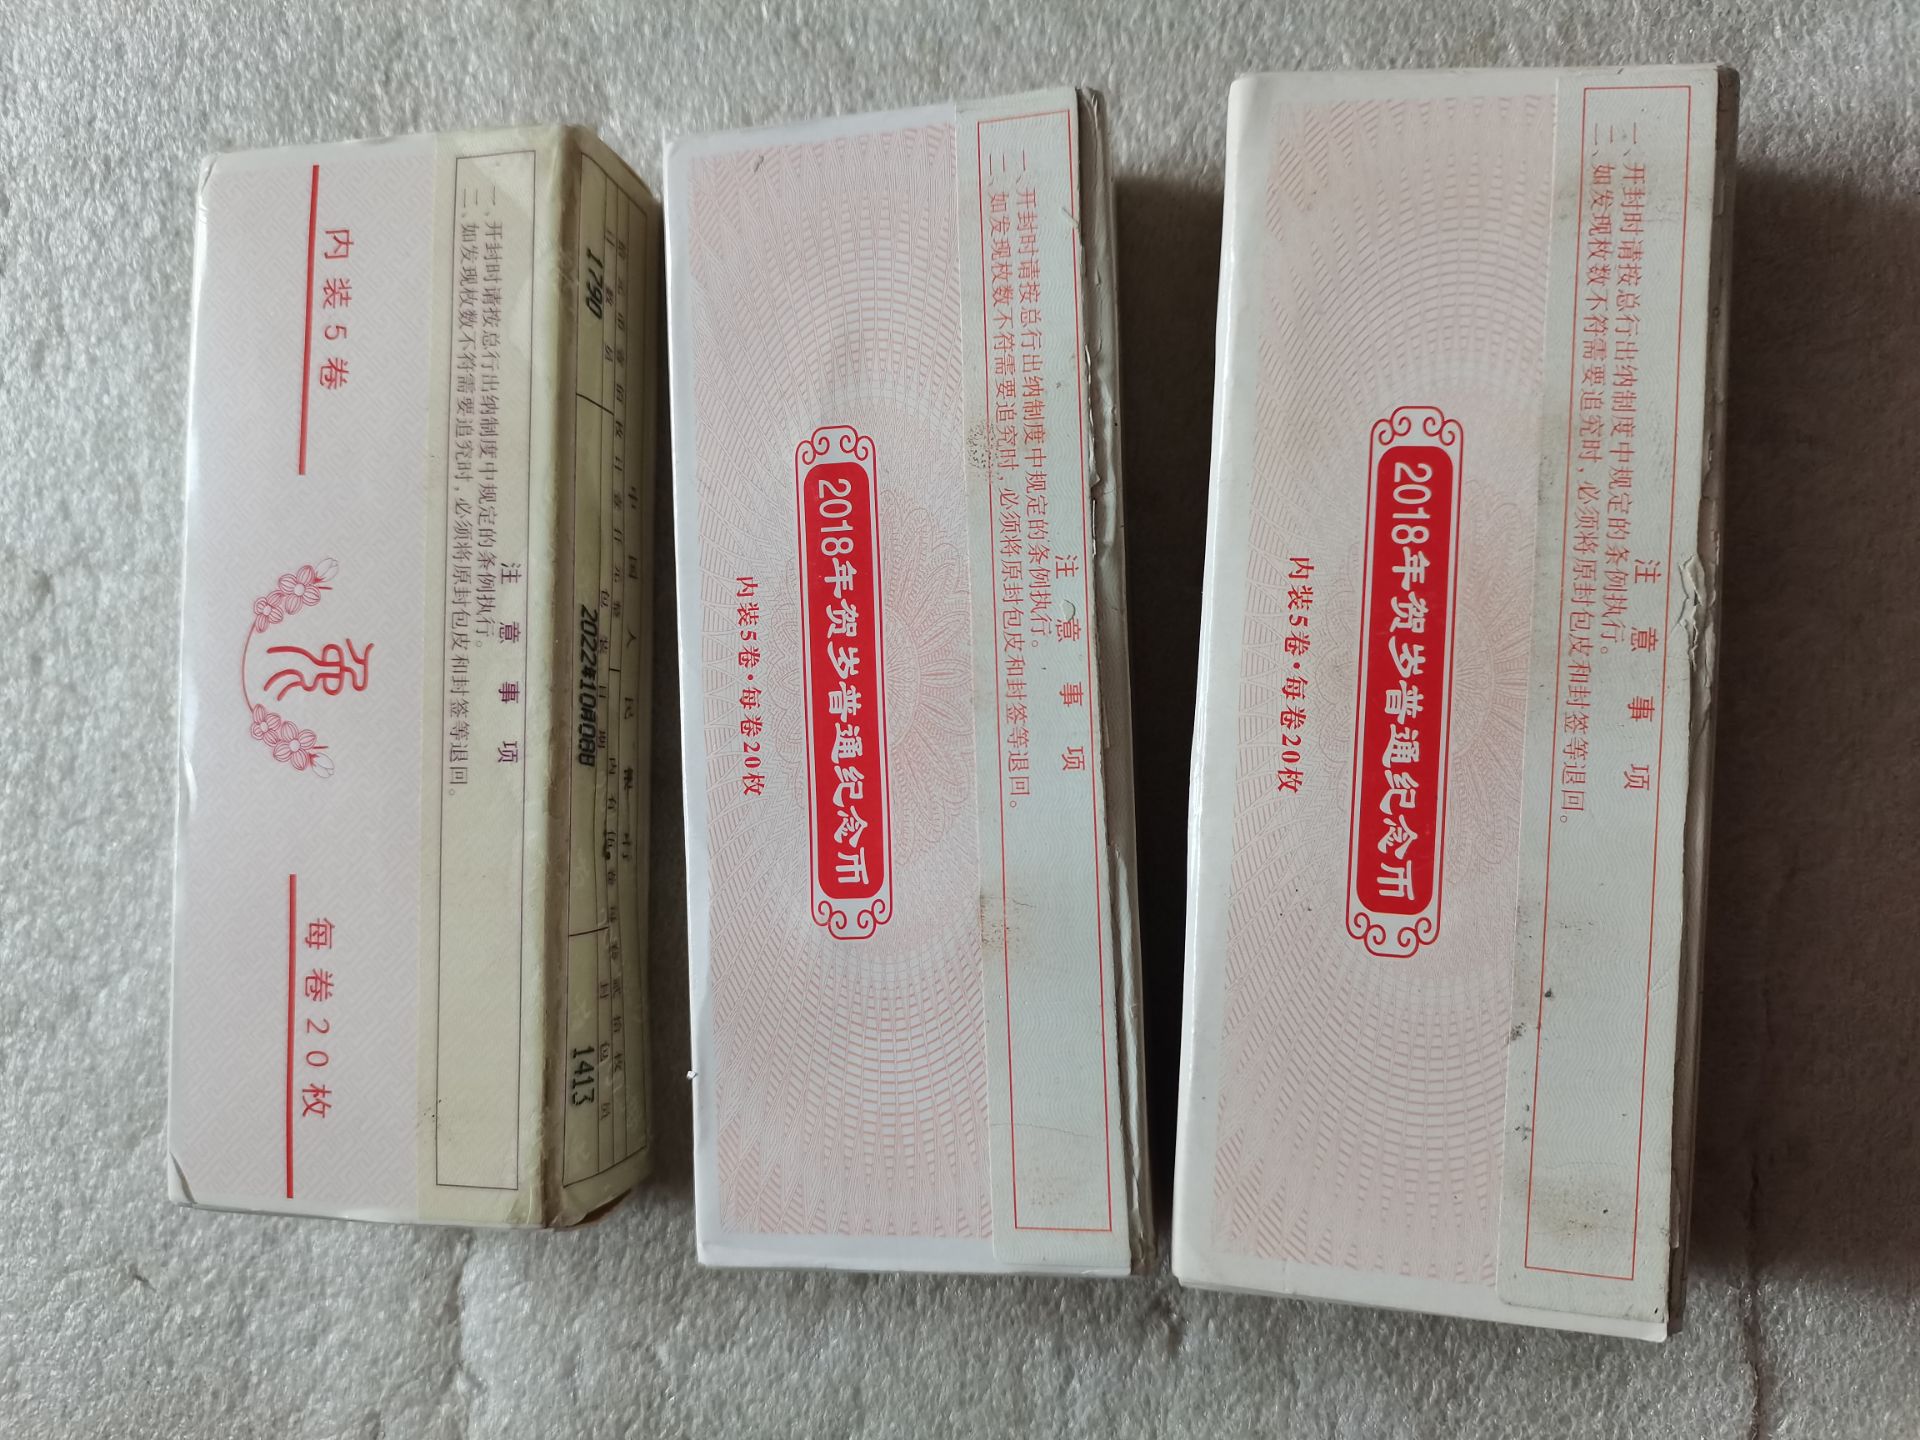 内装5卷
每卷20枚
注意事项
一、开封时请按总行出纳制度中规定的条例执行。
二、如发现枚数不符需要追究时，必须将原封包皮和封签等退回。
中国人民银行
1790
2022年10月08日
1413
2018年贺岁普通纪念币
内装5卷·每卷20枚
注意事项
一、开封时请按总行出纳制度中规定的条例执行。
二、如发现枚数不符需要追究时，必须将原封包皮和封签等退回。
2018年贺岁普通纪念币
内装5卷·每卷20枚
注意事项
一、开封时请按总行出纳制度中规定的条例执行。
二、如发现枚数不符需要追究时，必须将原封包皮和封签等退回。